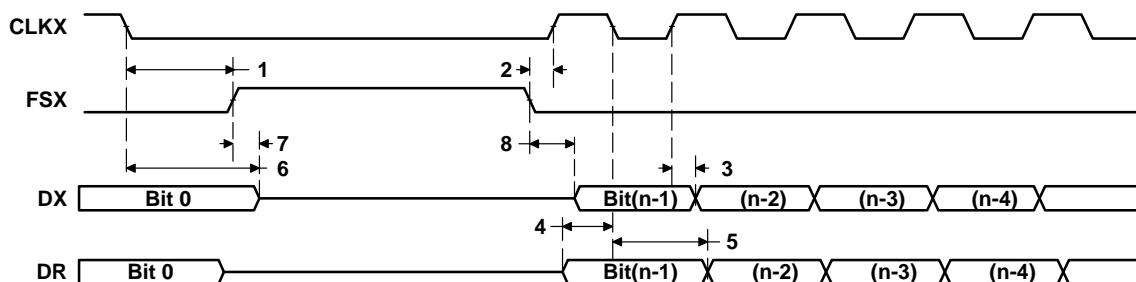 CLKX
1
2
FSX
7
8
6
3
DX
Bit 0
Bit(n-1)
(n-2)
(n-3)
(n-4)
4
5
DR
Bit 0
Bit(n-1)
(n-2)
(n-3)
(n-4)